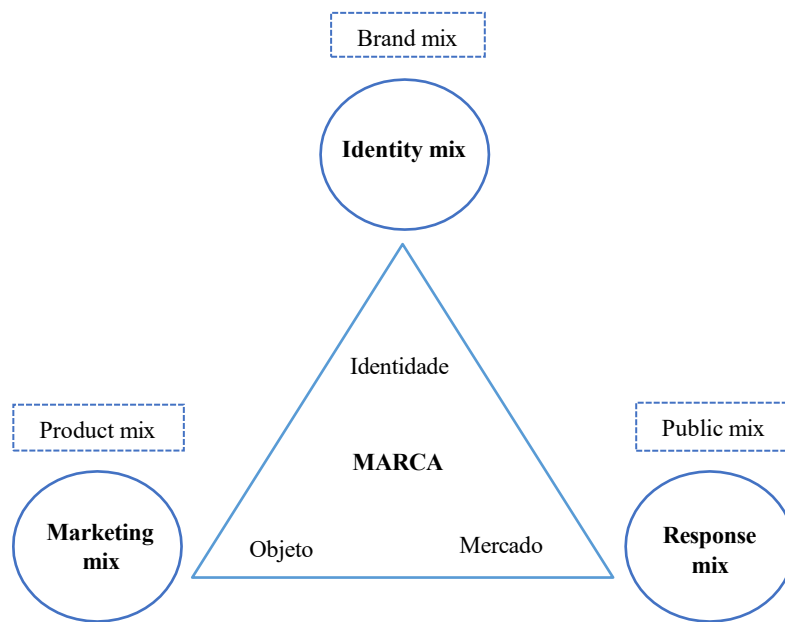 Brand mix
Identity mix
Identidade
Product mix
Public mix
MARCA
Marketing
mix
Objeto
Mercado
Response
mix